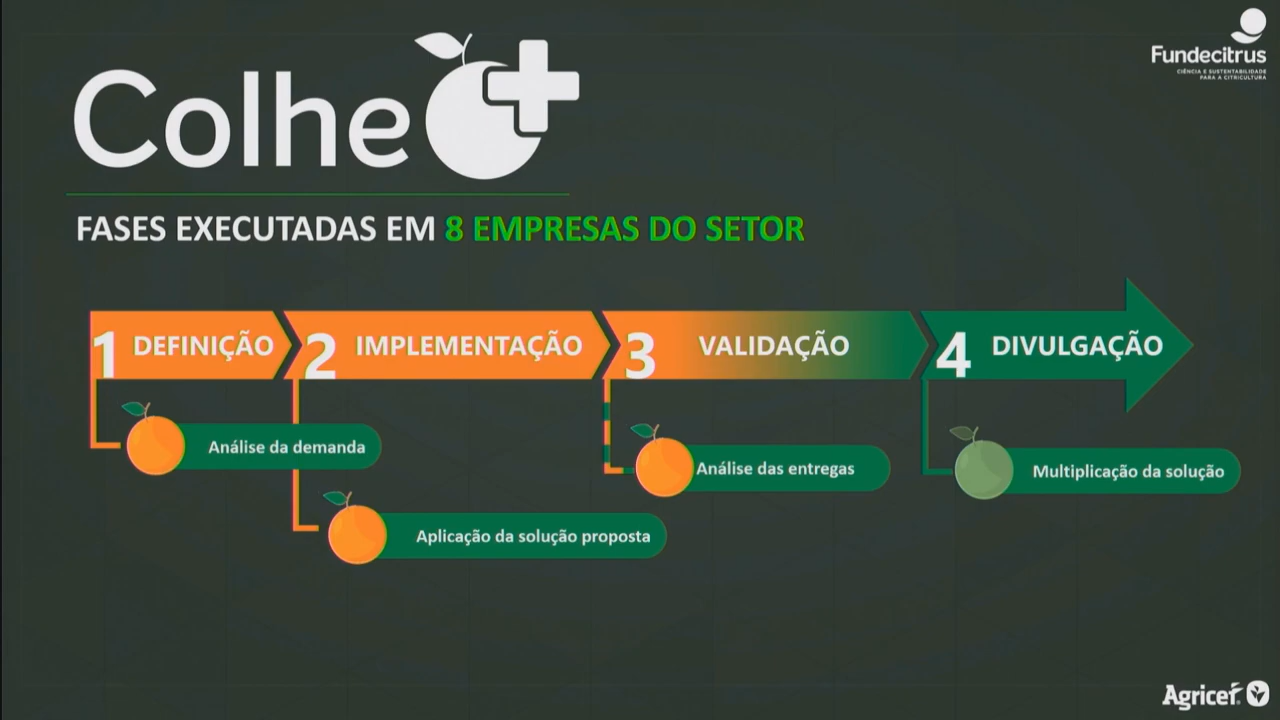 Colhe+
Fundecitrus
CIÊNCIA E SUSTENTABILIDADE
PARA A CITRICULTURA
FASES EXECUTADAS EM 8 EMPRESAS DO SETOR
1 DEFINIÇÃO
2 IMPLEMENTAÇÃO
3 VALIDAÇÃO
4 DIVULGAÇÃO
Análise da demanda
Aplicação da solução proposta
Análise das entregas
Multiplicação da solução
Agricef